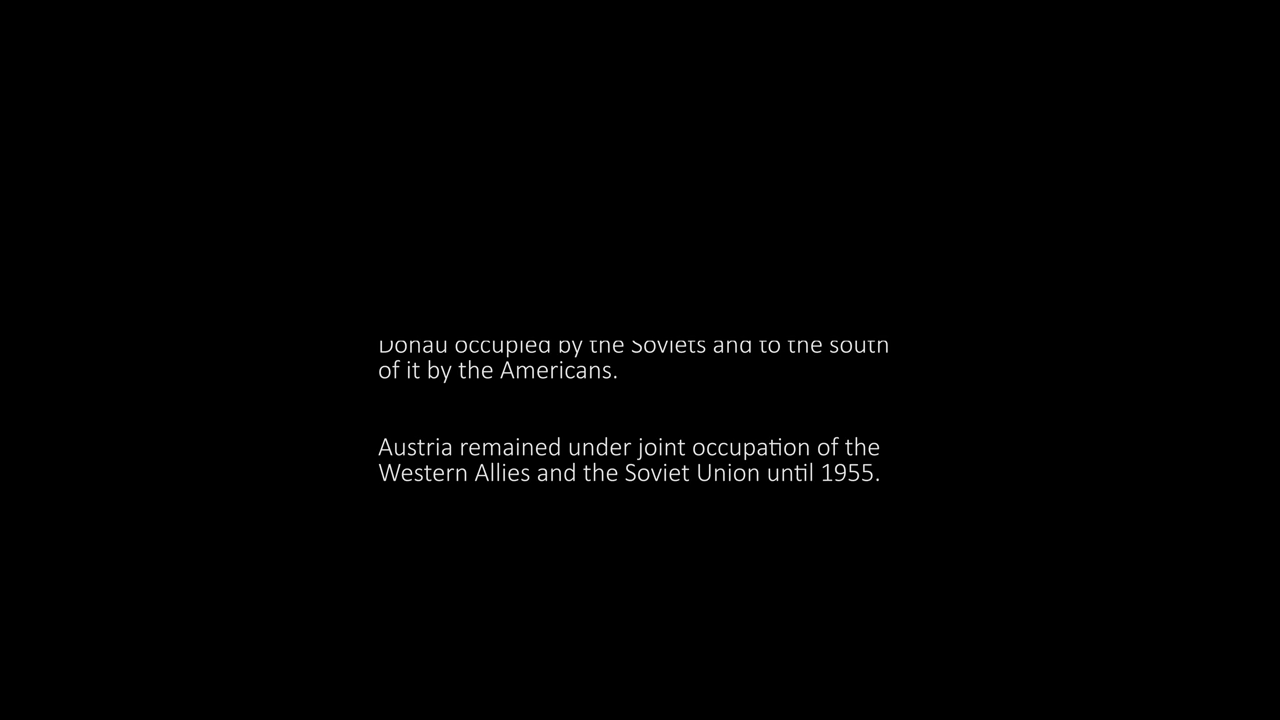 Donau occupied by the Soviets and to the south
of it by the Americans.
Austria remained under joint occupation of the
Western Allies and the Soviet Union until 1955.